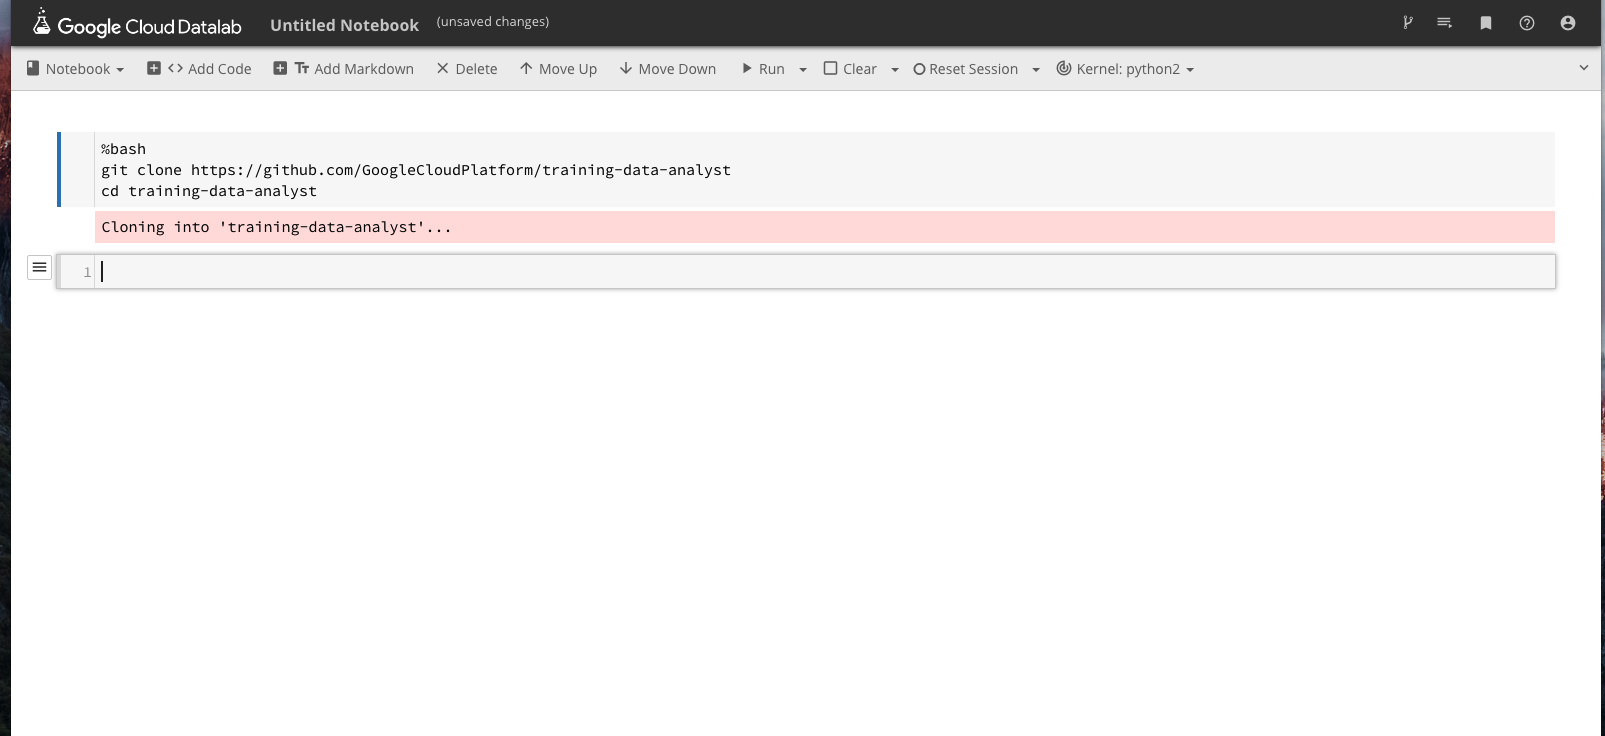 Google Cloud Datalab Untitled Notebook (unsaved changes)
Notebook Add Code Tr Add Markdown Delete Move Up Move Down Run Clear Reset Session Kernel: python2
%bash
git clone https://github.com/GoogleCloudPlatform/training-data-analyst
cd training-data-analyst
Cloning into 'training-data-analyst'...
1